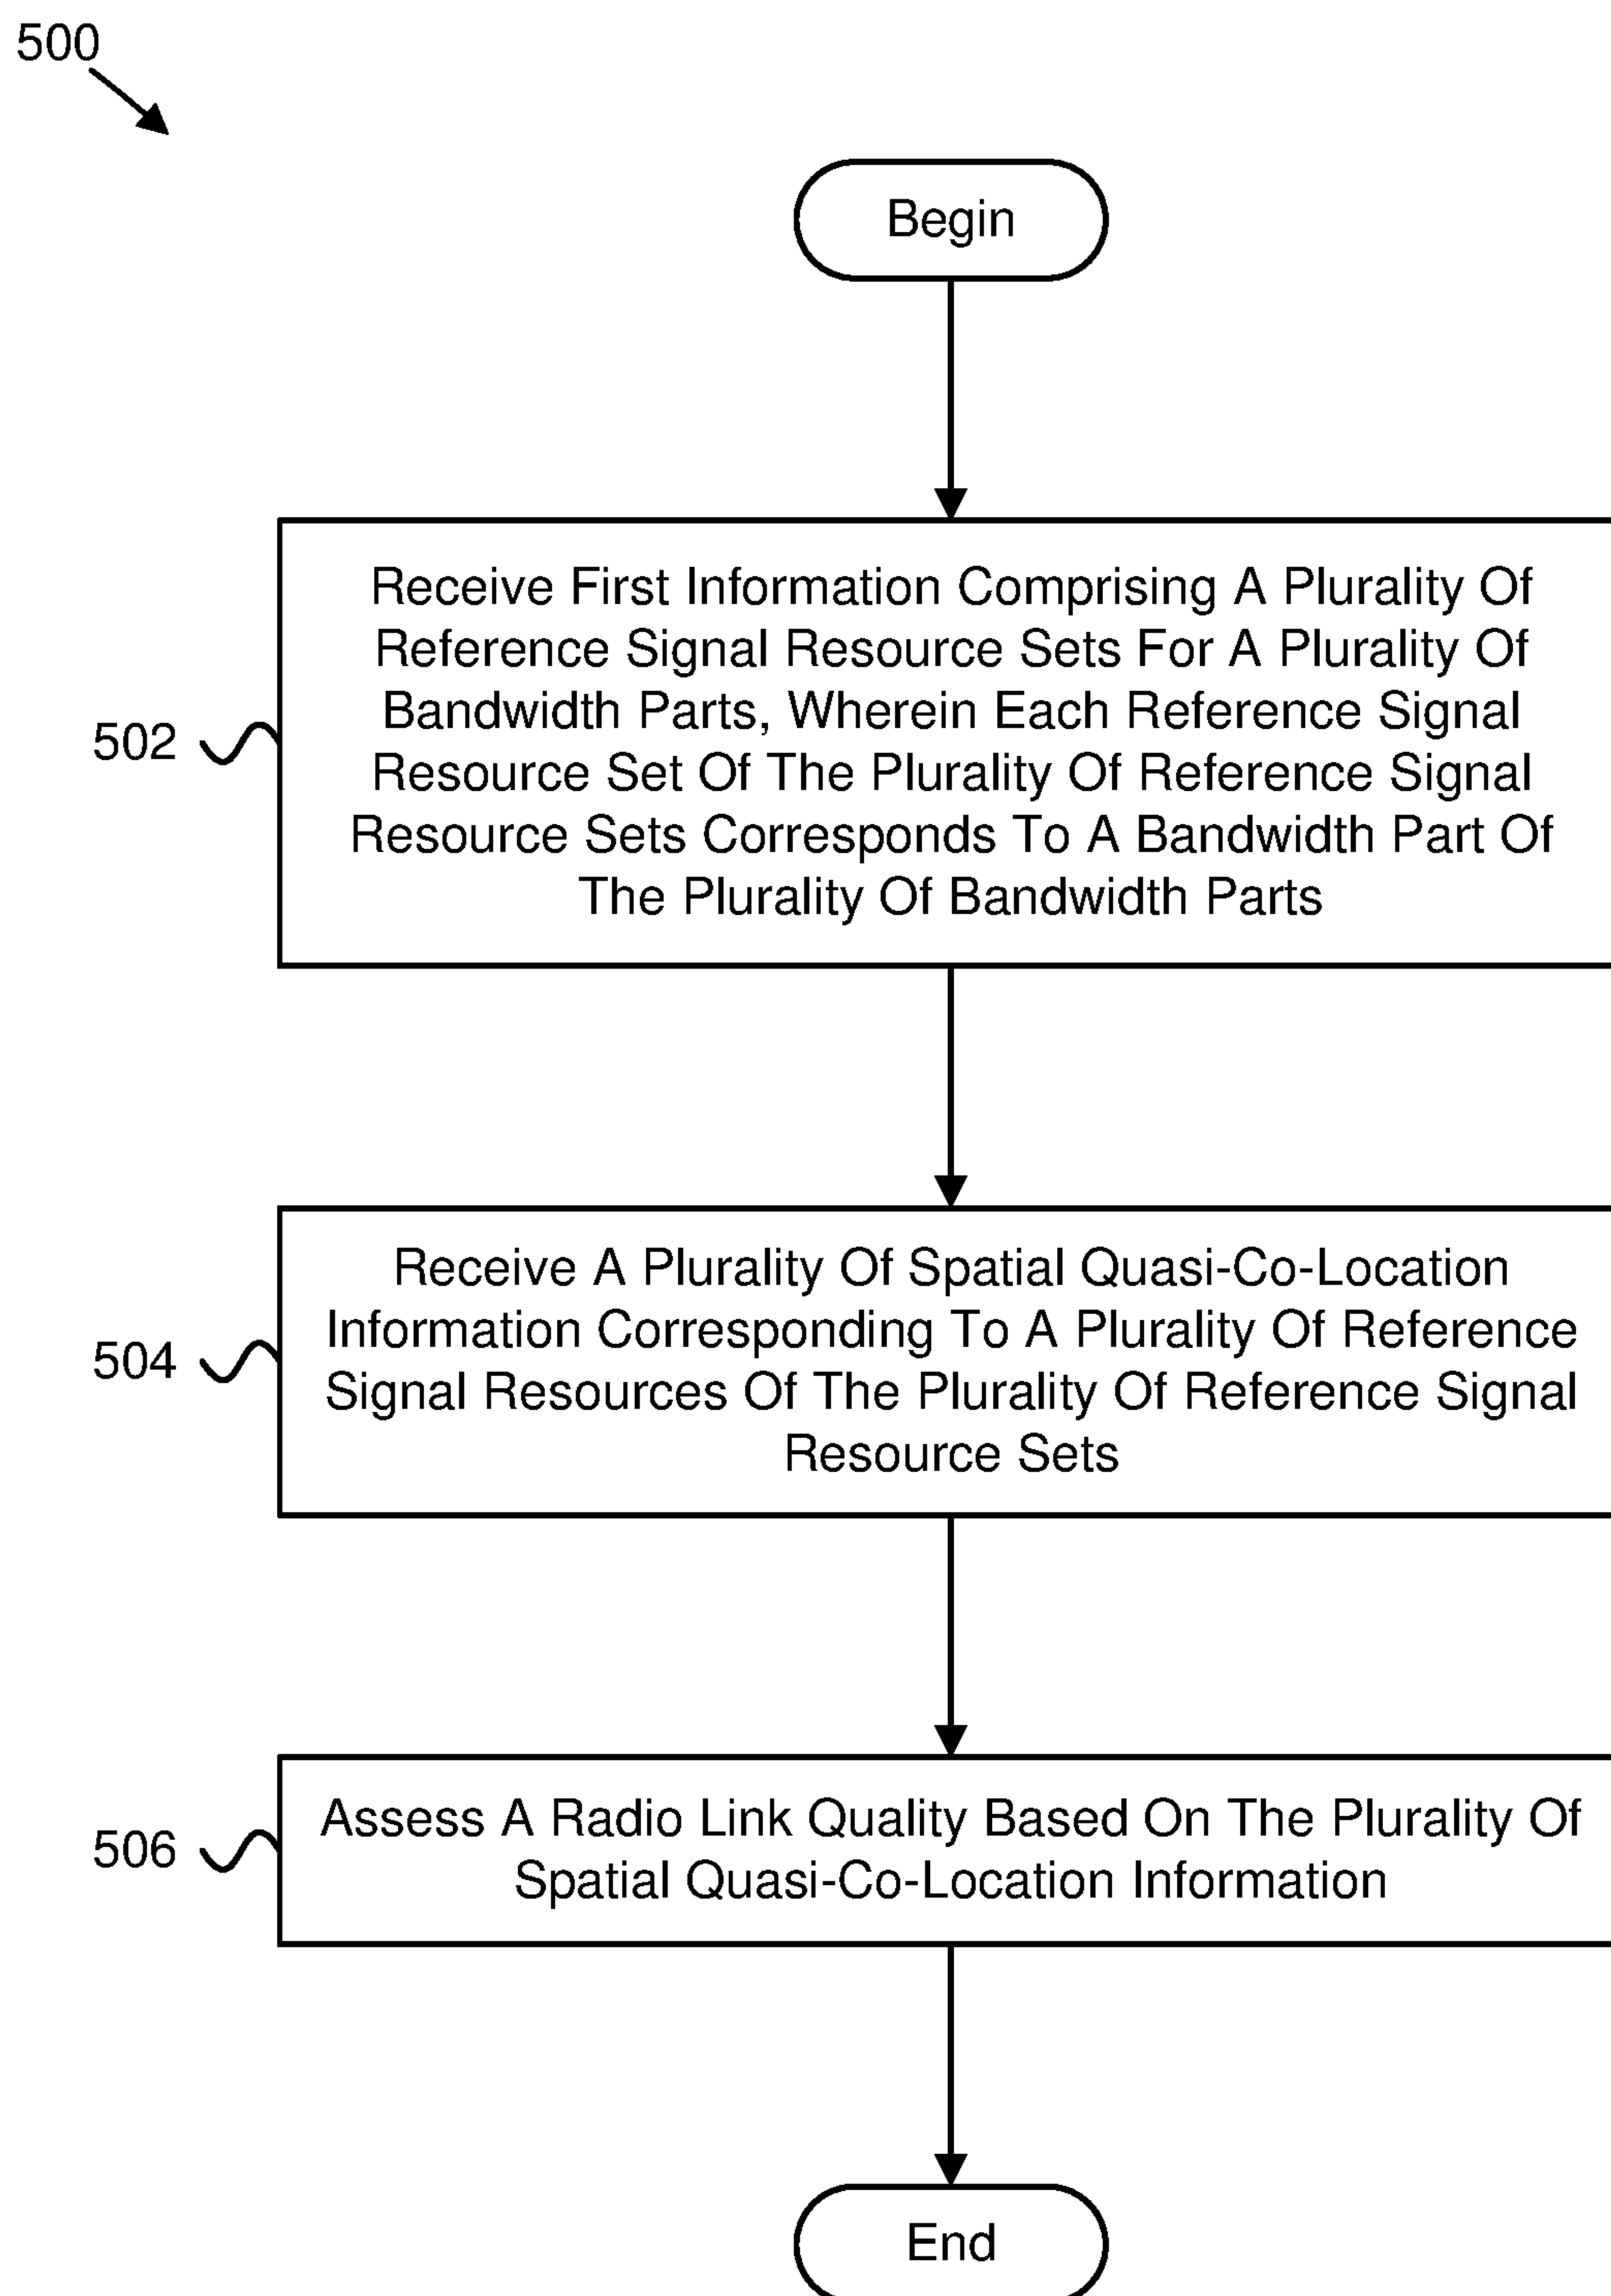 500
Begin
Receive First Information Comprising A Plurality Of
Reference Signal Resource Sets For A Plurality Of
Bandwidth Parts, Wherein Each Reference Signal
Resource Set Of The Plurality Of Reference Signal
Resource Sets Corresponds To A Bandwidth Part Of
The Plurality Of Bandwidth Parts
502
Receive A Plurality Of Spatial Quasi-Co-Location
Information Corresponding To A Plurality Of Reference
Signal Resources Of The Plurality Of Reference Signal
Resource Sets
504
Assess A Radio Link Quality Based On The Plurality Of
Spatial Quasi-Co-Location Information
506
End